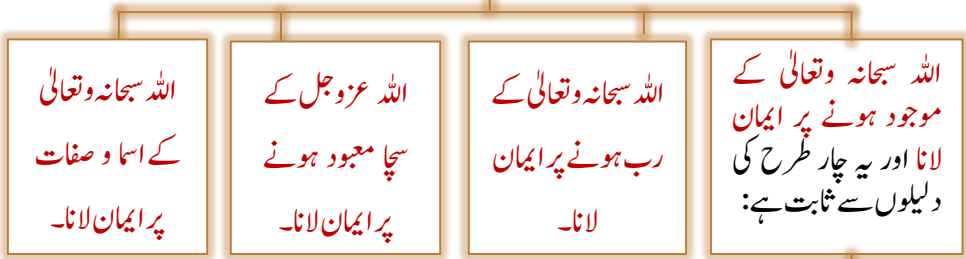 اللہ سبحانہ وتعالیٰ کے
موجود ہونے پر ایمان
لانا اور یہ چار طرح کی
دلیلوں سے ثابت ہے:
اللہ سبحانہ وتعالیٰ کے
رب ہونے پر ایمان
لانا۔
اللہ عزوجل کے
سچا معبود ہونے
پر ایمان لانا۔
اللہ سبحانہ وتعالیٰ
کے اسما و صفات
پر ایمان لانا۔